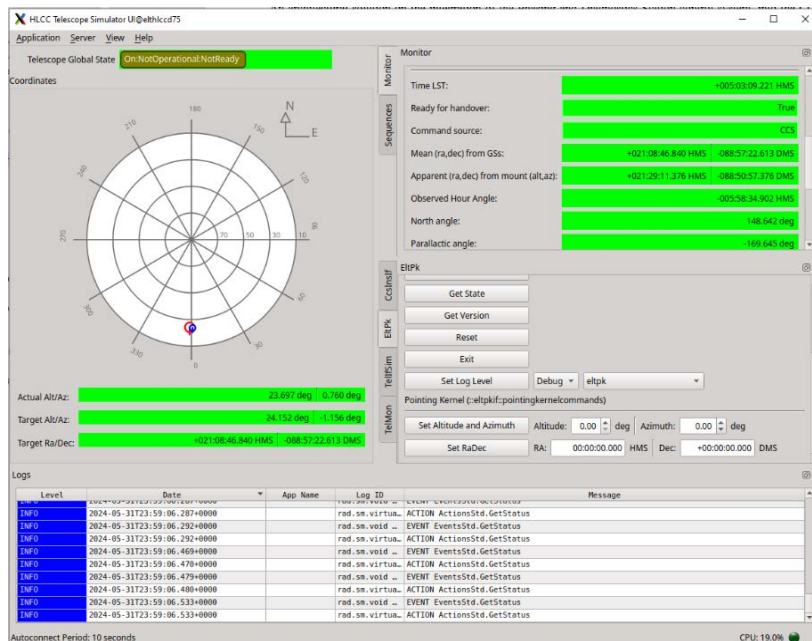 HLCC Telescope Simulator UI@elthlccd75
Application Server View Help
Telescope Global State On:NotOperational:NotReady
Coordinates
N
E
180
210
150
240
120
270
70 50 30 10
90
300
60
330
30
0
Actual Alt/Az: 23.697 deg 0.760 deg
Target Alt/Az: 24.152 deg -1.156 deg
Target Ra/Dec: +021:08:46.840 HMS -088:57:22.613 DMS
Monitor
Sequences
Monitor
Time LST: +005:03:09.221 HMS
Ready for handover: True
Command source: CCS
Mean (ra,dec) from GSs: +021:08:46.840 HMS -088:57:22.613 DMS
Apparent (ra,dec) from mount (alt,az): +021:29:11.376 HMS -088:50:57.376 DMS
Observed Hour Angle: -005:58:34.902 HMS
North angle: 148.642 deg
Parallactic angle: -169.645 deg
CcsInsIf
EltPk
TelIfSim
TelMon
EltPk
Get State
Get Version
Reset
Exit
Set Log Level Debug eltpk
Pointing Kernel (::eltpkif::pointingkernelcommands)
Set Altitude and Azimuth Altitude: 0.00 deg Azimuth: 0.00 deg
Set RaDec RA: 00:00:00.000 HMS Dec: +00:00:00.000 DMS
Logs
Level Date App Name Log ID Message
INFO 2024-05-31T23:59:06.287+0000 rad.sm.void … EVENT EventsStd.GetStatus
INFO 2024-05-31T23:59:06.287+0000 rad.sm.virtua… ACTION ActionsStd.GetStatus
INFO 2024-05-31T23:59:06.292+0000 rad.sm.void … EVENT EventsStd.GetStatus
INFO 2024-05-31T23:59:06.292+0000 rad.sm.virtua… ACTION ActionsStd.GetStatus
INFO 2024-05-31T23:59:06.469+0000 rad.sm.void … EVENT EventsStd.GetStatus
INFO 2024-05-31T23:59:06.470+0000 rad.sm.virtua… ACTION ActionsStd.GetStatus
INFO 2024-05-31T23:59:06.479+0000 rad.sm.void … EVENT EventsStd.GetStatus
INFO 2024-05-31T23:59:06.480+0000 rad.sm.virtua… ACTION ActionsStd.GetStatus
INFO 2024-05-31T23:59:06.533+0000 rad.sm.void … EVENT EventsStd.GetStatus
INFO 2024-05-31T23:59:06.533+0000 rad.sm.virtua… ACTION ActionsStd.GetStatus
Autoconnect Period: 10 seconds CPU: 19.0%